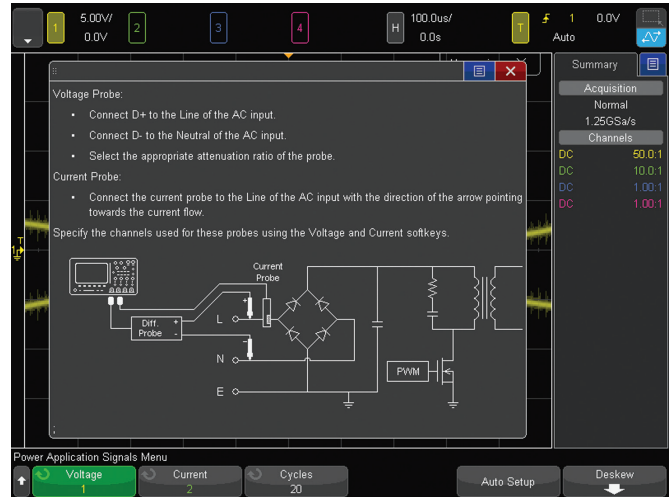 1 5.00V/ 0.0V 2 3 4 H 100.0us/ 0.0s T 1 0.0V Auto
Voltage Probe:
• Connect D+ to the Line of the AC input.
• Connect D- to the Neutral of the AC input.
• Select the appropriate attenuation ratio of the probe.
Current Probe:
• Connect the current probe to the Line of the AC input with the direction of the arrow pointing
towards the current flow.
Specify the channels used for these probes using the Voltage and Current softkeys.
Current
Probe
Diff.
Probe
+
-
+
-
L
N
E
PWM
;
T
1
Summary
Acquisition
Normal
1.25GSa/s
Channels
DC 50.0:1
DC 10.0:1
DC 1.00:1
DC 1.00:1
Power Application Signals Menu
Voltage
1
Current
2
Cycles
20
Auto Setup
Deskew